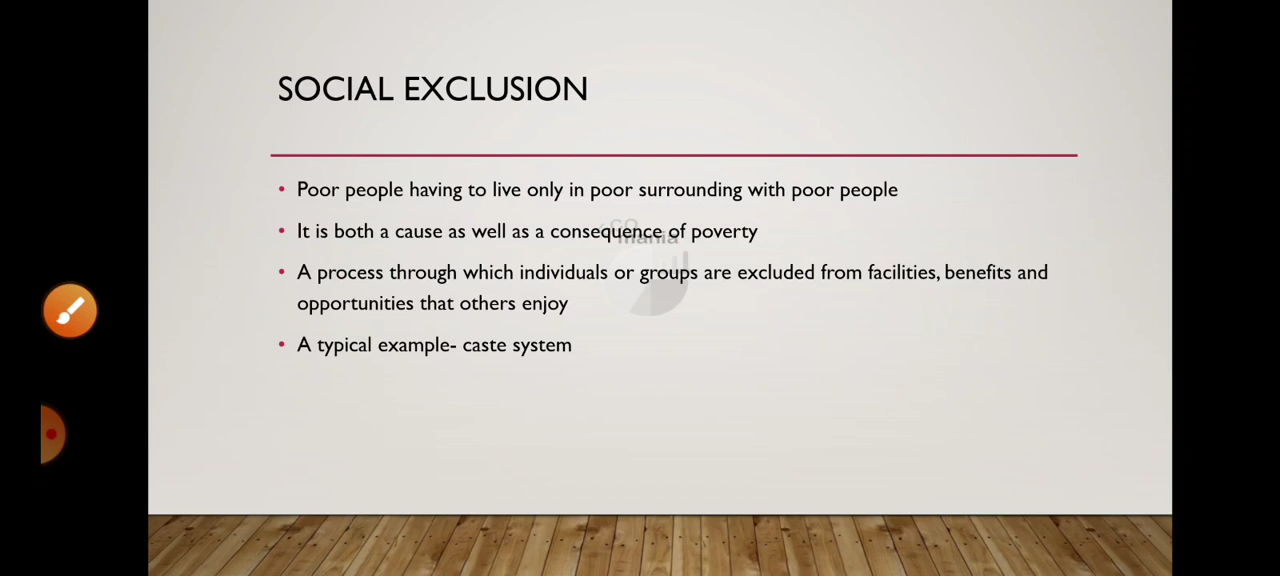 SOCIAL EXCLUSION
• Poor people having to live only in poor surrounding with poor people
• It is both a cause as well as a consequence of poverty
• A process through which individuals or groups are excluded from facilities, benefits and
opportunities that others enjoy
• A typical example- caste system
mania